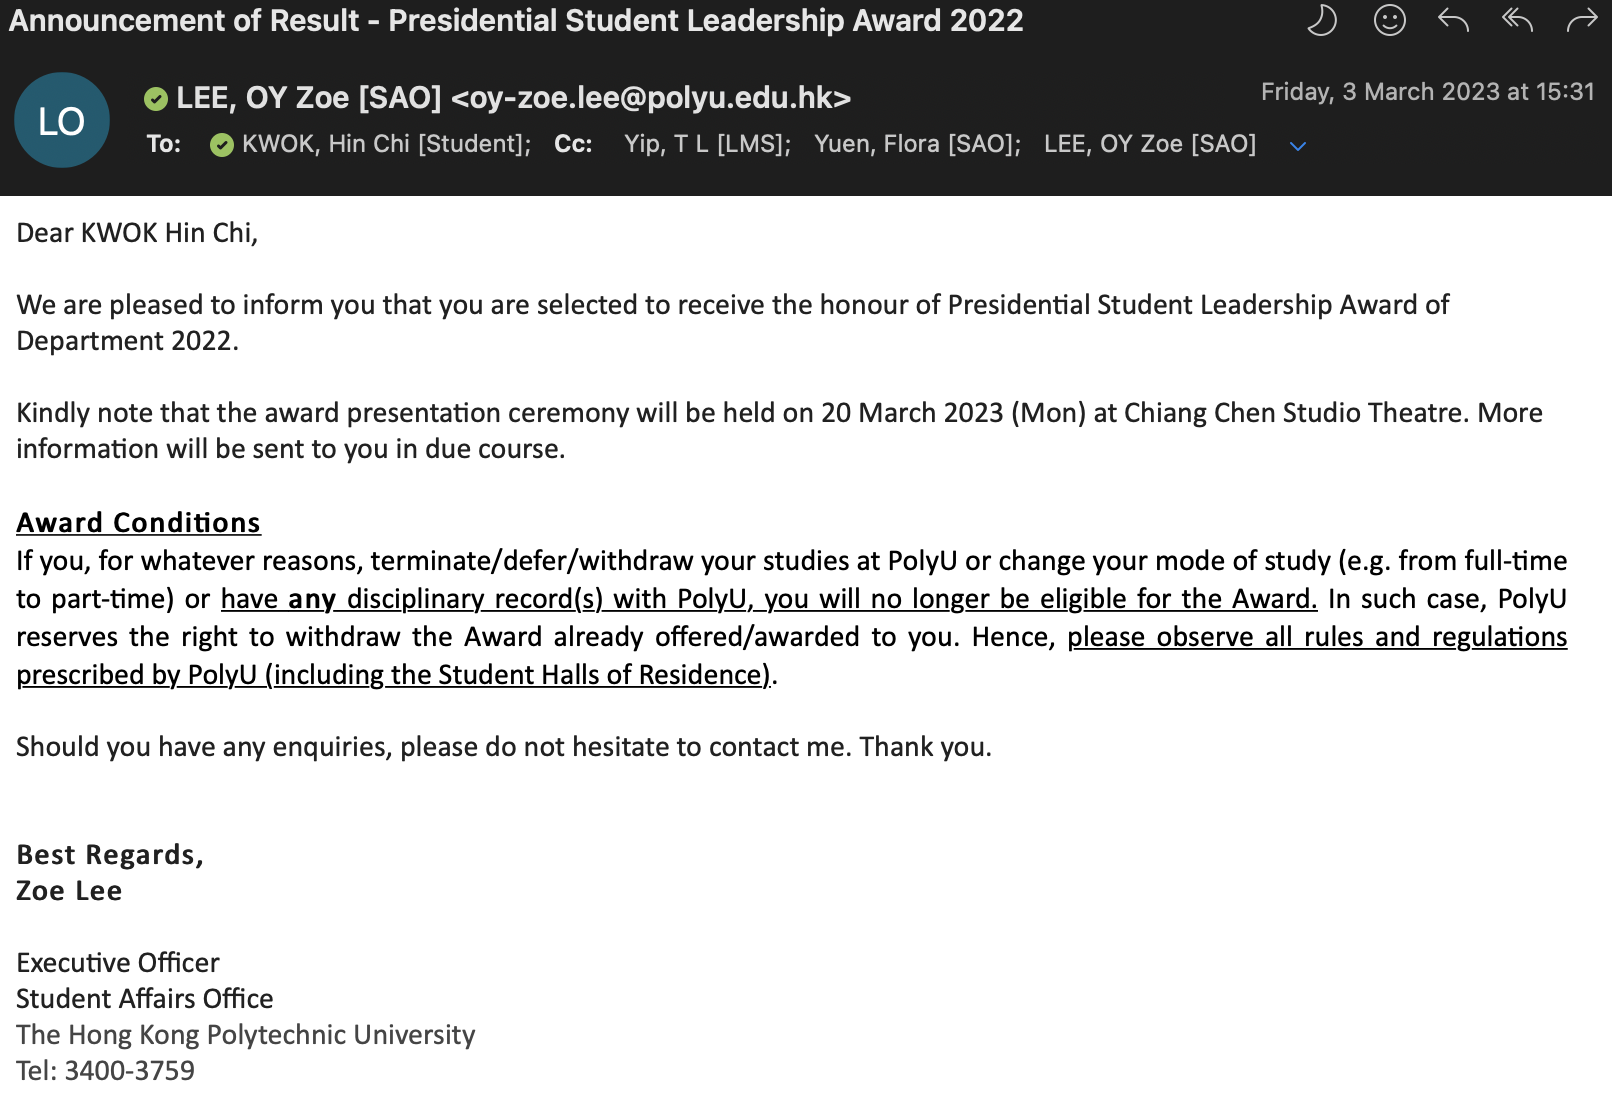 Announcement of Result - Presidential Student Leadership Award 2022
LO
LEE, OY Zoe [SAO] <oy-zoe.lee@polyu.edu.hk>
Friday, 3 March 2023 at 15:31
To: KWOK, Hin Chi [Student]; Cc: Yip, T L [LMS]; Yuen, Flora [SAO]; LEE, OY Zoe [SAO]
Dear KWOK Hin Chi,
We are pleased to inform you that you are selected to receive the honour of Presidential Student Leadership Award of
Department 2022.
Kindly note that the award presentation ceremony will be held on 20 March 2023 (Mon) at Chiang Chen Studio Theatre. More
information will be sent to you in due course.
Award Conditions
If you, for whatever reasons, terminate/defer/withdraw your studies at PolyU or change your mode of study (e.g. from full-time
to part-time) or have any disciplinary record(s) with PolyU, you will no longer be eligible for the Award. In such case, PolyU
reserves the right to withdraw the Award already offered/awarded to you. Hence, please observe all rules and regulations
prescribed by PolyU (including the Student Halls of Residence).
Should you have any enquiries, please do not hesitate to contact me. Thank you.
Best Regards,
Zoe Lee
Executive Officer
Student Affairs Office
The Hong Kong Polytechnic University
Tel: 3400-3759